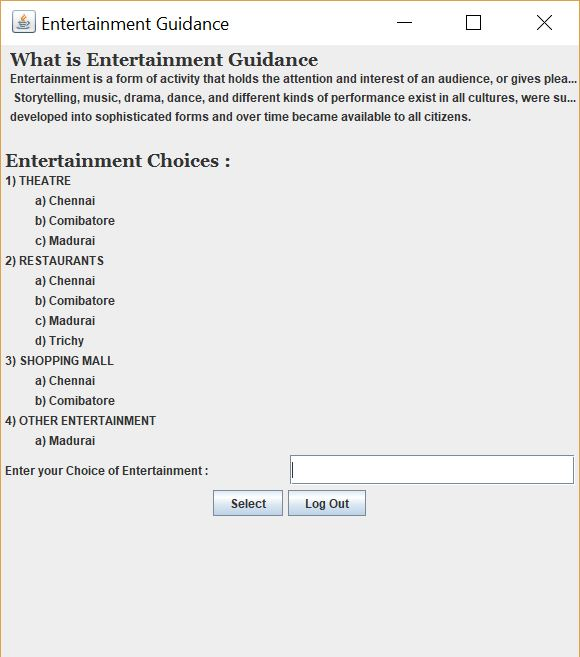 Entertainment Guidance
What is Entertainment Guidance
Entertainment is a form of activity that holds the attention and interest of an audience, or gives plea...
Storytelling, music, drama, dance, and different kinds of performance exist in all cultures, were su...
developed into sophisticated forms and over time became available to all citizens.
Entertainment Choices :
1) THEATRE
a) Chennai
b) Comibatore
c) Madurai
2) RESTAURANTS
a) Chennai
b) Comibatore
c) Madurai
d) Trichy
3) SHOPPING MALL
a) Chennai
b) Comibatore
4) OTHER ENTERTAINMENT
a) Madurai
Enter your Choice of Entertainment :
Select Log Out